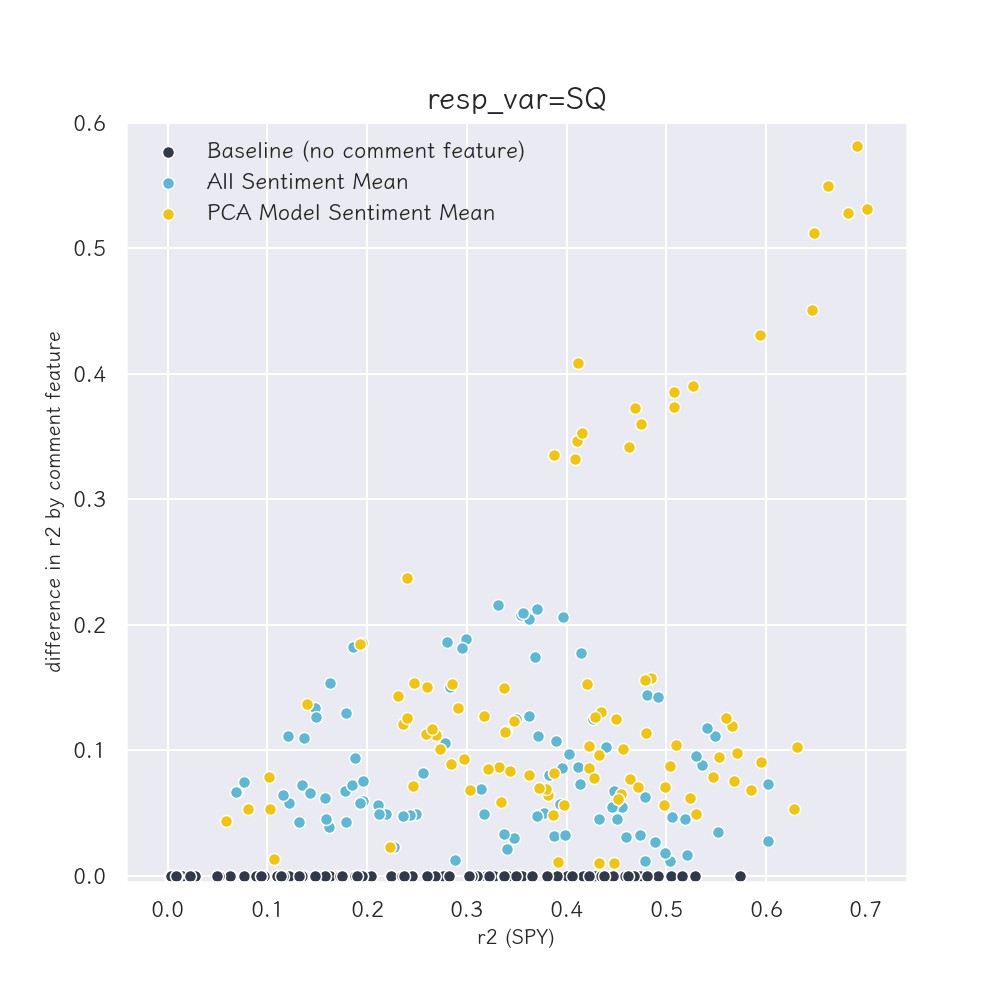 resp_var=SQ
Baseline (no comment feature)
All Sentiment Mean
PCA Model Sentiment Mean
difference in r2 by comment feature
0.6
0.5
0.4
0.3
0.2
0.1
0.0
0.0 0.1 0.2 0.3 0.4 0.5 0.6 0.7
r2 (SPY)